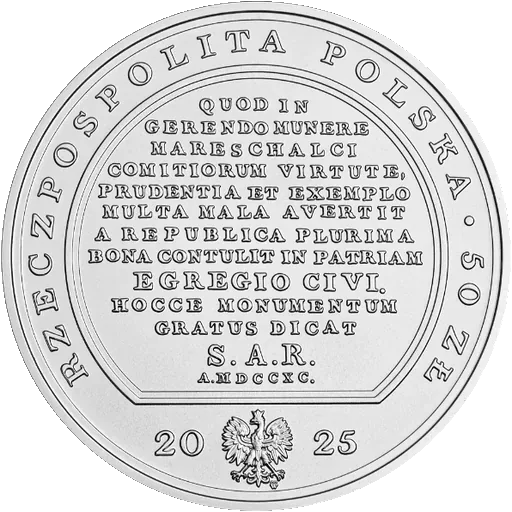 RZECZPOSPOLITA POLSKA · 50 ZŁ
QUOD IN
GERENDO MUNERE
MARESCHALCI
COMITIORUM VIRTUTE,
PRUDENTIA ET EXEMPLO
MULTA MALA AVERTIT
A REPUBLICA PLURIMA
BONA CONTULIT IN PATRIAM
EGREGIO CIVI.
HOCCE MONUMENTUM
GRATUS DICAT
S. A. R.
A.MDCCXC.
20 25